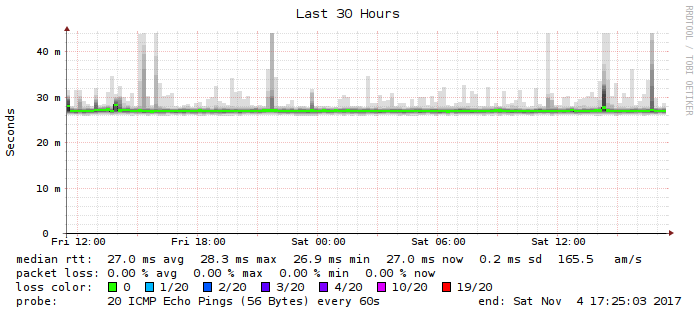 Last 30 Hours
RRDTOOL / TOBI OETIKER
Seconds
40 m
30 m
20 m
10 m
0
Fri 12:00 Fri 18:00 Sat 00:00 Sat 06:00 Sat 12:00
median rtt: 27.0 ms avg 28.3 ms max 26.9 ms min 27.0 ms now 0.2 ms sd 165.5 am/s
packet loss: 0.00 % avg 0.00 % max 0.00 % min 0.00 % now
loss color: 0 1/20 2/20 3/20 4/20 10/20 19/20
probe: 20 ICMP Echo Pings (56 Bytes) every 60s end: Sat Nov 4 17:25:03 2017